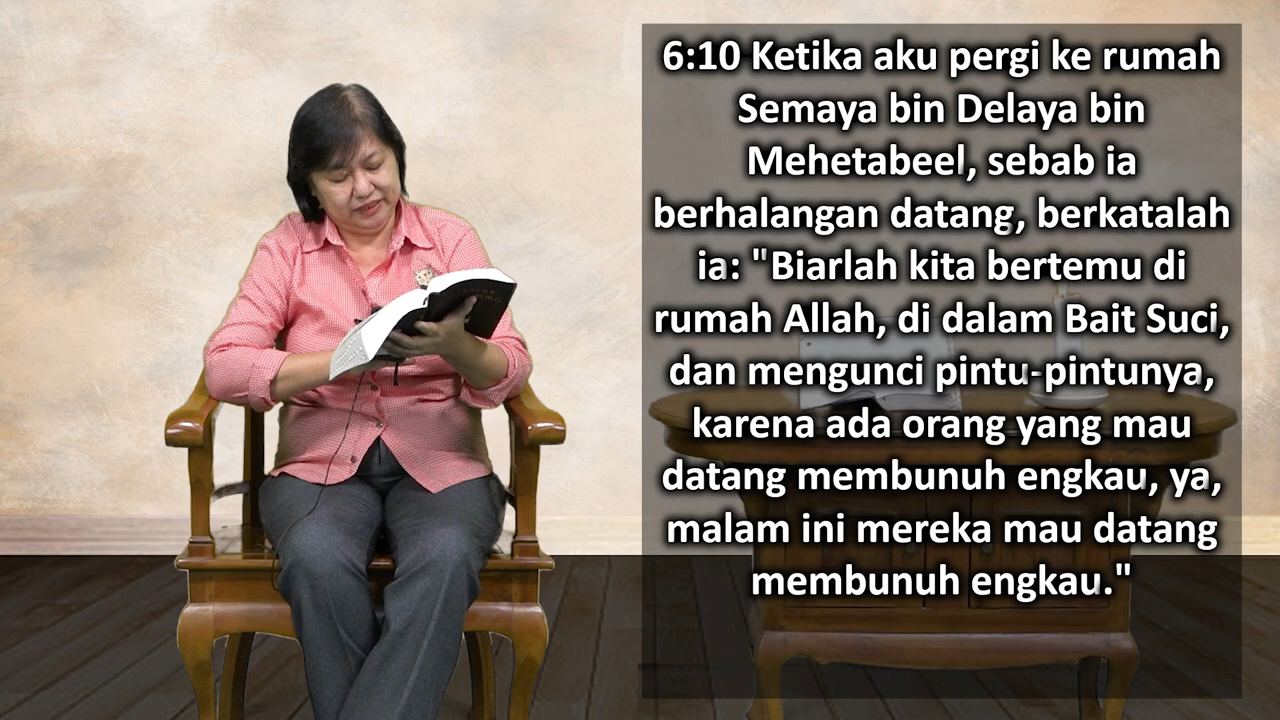 6:10 Ketika aku pergi ke rumah
Semaya bin Delaya bin
Mehetabeel, sebab ia
berhalangan datang, berkatalah
ia: "Biarlah kita bertemu di
rumah Allah, di dalam Bait Suci,
dan mengunci pintu-pintunya,
karena ada orang yang mau
datang membunuh engkau, ya,
malam ini mereka mau datang
membunuh engkau."